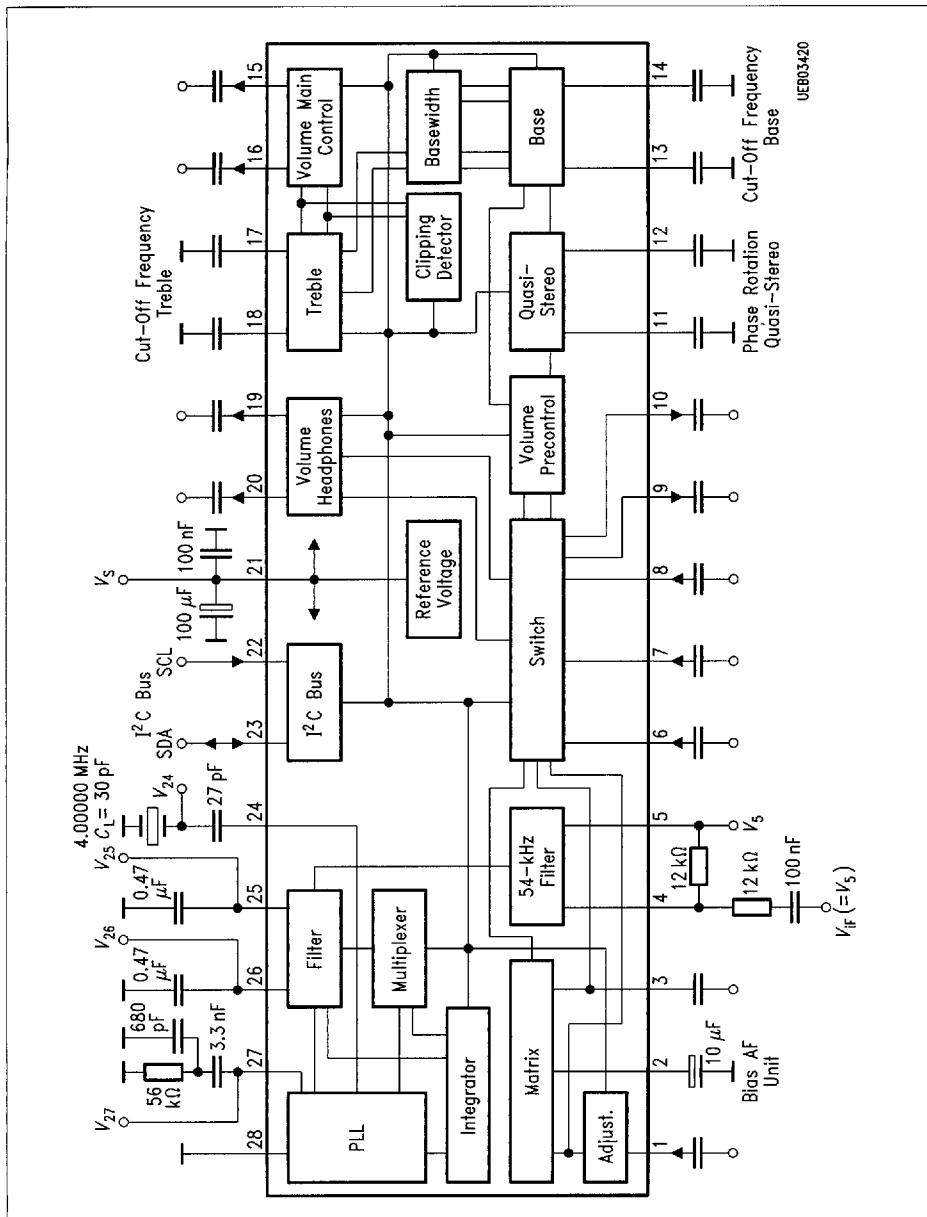 4.00000 MHz
C_L = 30 pF
V_27
56 kΩ
680 pF
3.3 nF
V_26
0.47 µF
V_25
0.47 µF
V_24
27 pF
I²C Bus
SDA
SCL
V_S
100 µF
100 nF
Cut-Off Frequency
Treble
28
27
26
25
24
23
22
21
20
19
18
17
16
15
PLL
Filter
Multiplexer
Integrator
I²C Bus
Reference
Voltage
Volume
Headphones
Treble
Clipping
Detector
Volume Main
Control
Basewidth
Matrix
Adjust.
54-kHz
Filter
Switch
Volume
Precontrol
Quasi-
Stereo
Base
1
2
3
4
5
6
7
8
9
10
11
12
13
14
10 µF
Bias AF
Unit
12 kΩ
12 kΩ
100 nF
V_5
V_iF (=V_5)
Phase Rotation
Quasi-Stereo
Cut-Off Frequency
Base
UEB03420